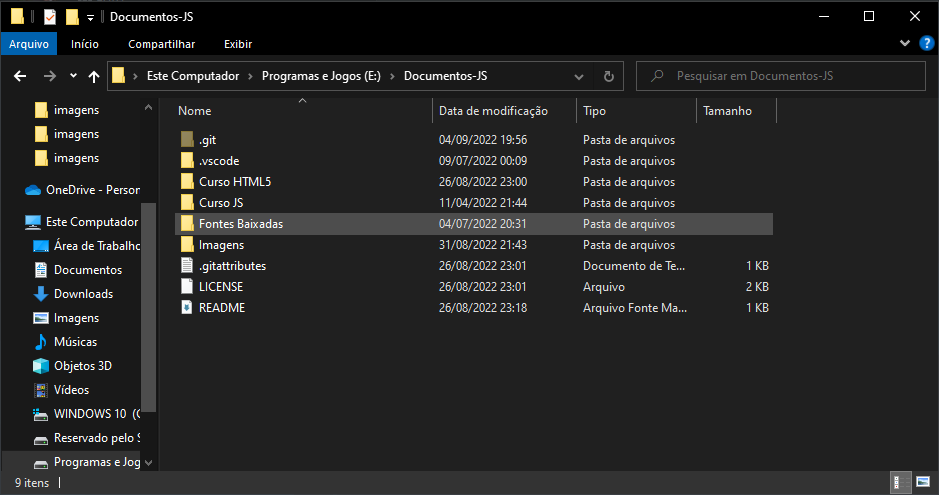 Documentos-JS
Arquivo Início Compartilhar Exibir
Este Computador Programas e Jogos (E:) Documentos-JS
Pesquisar em Documentos-JS
imagens
imagens
imagens
OneDrive - Person
Este Computador
Área de Trabalho
Documentos
Downloads
Imagens
Músicas
Objetos 3D
Vídeos
WINDOWS 10 (C
Reservado pelo S
Programas e Jog
Nome Data de modificação Tipo Tamanho
.git 04/09/2022 19:56 Pasta de arquivos
.vscode 09/07/2022 00:09 Pasta de arquivos
Curso HTML5 26/08/2022 23:00 Pasta de arquivos
Curso JS 11/04/2022 21:44 Pasta de arquivos
Fontes Baixadas 04/07/2022 20:31 Pasta de arquivos
Imagens 31/08/2022 21:43 Pasta de arquivos
.gitattributes 26/08/2022 23:01 Documento de Te... 1 KB
LICENSE 26/08/2022 23:01 Arquivo 2 KB
README 26/08/2022 23:18 Arquivo Fonte Ma... 1 KB
9 itens